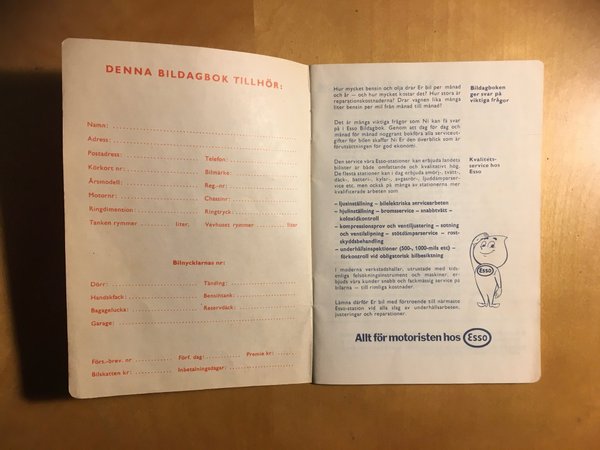 DENNA BILDAGBOK TILLHÖR:
Namn:
Adress:
Postadress: Telefon:
Körkort nr: Bilmärke:
Årsmodell: Reg.-nr:
Motornr: Chassinr:
Ringdimension: Ringtryck:
Tanken rymmer liter. Vevhuset rymmer liter
Bilnycklarnas nr:
Dörr: Tändling:
Handskfack: Bensintank:
Bagagelucka: Reservdäck:
Garage:
Förs.-brev. nr Förf. dag: Premie kr:
Bilskatten kr: Inbetalningsdagar:
Hur mycket bensin och olja drar Er bil per månad
och år — och hur mycket kostar det? Hur stora är
reparationskostnaderna? Drar vagnen lika många
liter bensin per mil från månad till månad?
Bildagboken
ger svar på
viktiga frågor
Det är många viktiga frågor som Ni kan få svar
på i Esso Bildagbok. Genom att dag för dag och
månad för månad noggrant bokföra alla serviceut-
gifter för bilen skaffar Ni Er den överblick som är
förutsättningen för god ekonomi.
Den service våra Esso-stationer kan erbjuda landets
bilister är både omfattande och kvalitativt hög.
De flesta stationer kan i dag erbjuda smörj-, tvätt-,
däck-, batteri-, kylar-, avgasrör-, ljuddämparser-
vice etc. men också på många av stationerna mer
kvalificerade arbeten som
Kvalitets-
service hos
Esso
– ljusinställning – bilelektriska servicearbeten
– hjulinställning – bromsservice – snabbtvätt –
koloxidkontroll
– kompressionsprov och ventiljustering – sotning
och ventilslipning – stötdämparservice – rost-
skyddsbehandling
– underhållsinspektioner (500-, 1000-mils etc) –
förkontroll vid obligatorisk bilbesiktning
I moderna verkstadshallar, utrustade med tids-
enliga felsökningsinstrument och maskiner, er-
bjuds våra kunder snabb och fackmässig service på
bilarna — till rimliga kostnader.
Lämna därför Er bil med förtroende till närmaste
Esso-station vid alla slag av underhållsarbeten,
justeringar och reparationer.
Esso
Allt för motoristen hos Esso